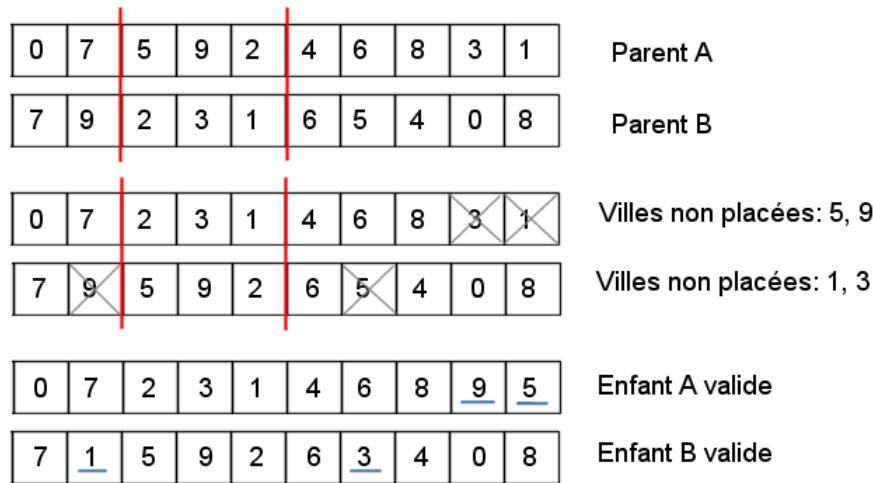 0 7 5 9 2 4 6 8 3 1 Parent A
7 9 2 3 1 6 5 4 0 8 Parent B
0 7 2 3 1 4 6 8 3 1 Villes non placées: 5, 9
7 9 5 9 2 6 5 4 0 8 Villes non placées: 1, 3
0 7 2 3 1 4 6 8 9 5 Enfant A valide
7 1 5 9 2 6 3 4 0 8 Enfant B valide